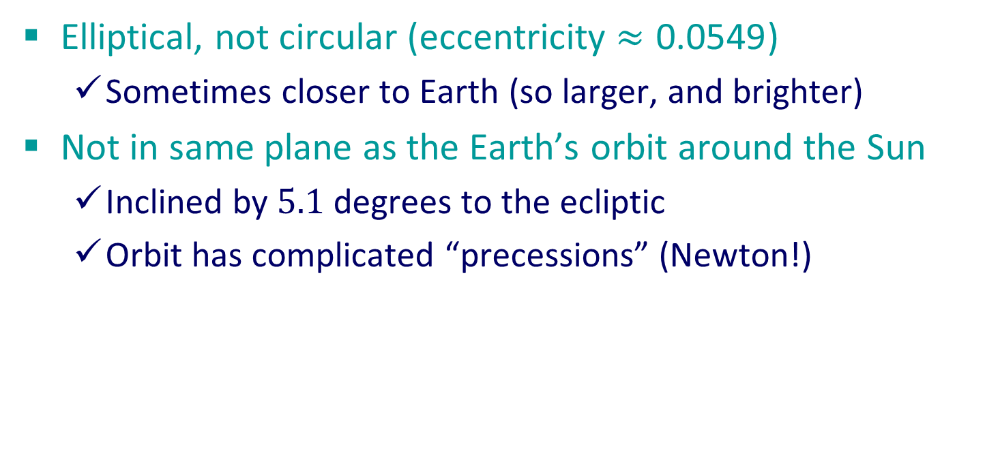 ▪ Elliptical, not circular (eccentricity ≈ 0.0549)
✓ Sometimes closer to Earth (so larger, and brighter)
▪ Not in same plane as the Earth’s orbit around the Sun
✓ Inclined by 5.1 degrees to the ecliptic
✓ Orbit has complicated “precessions” (Newton!)